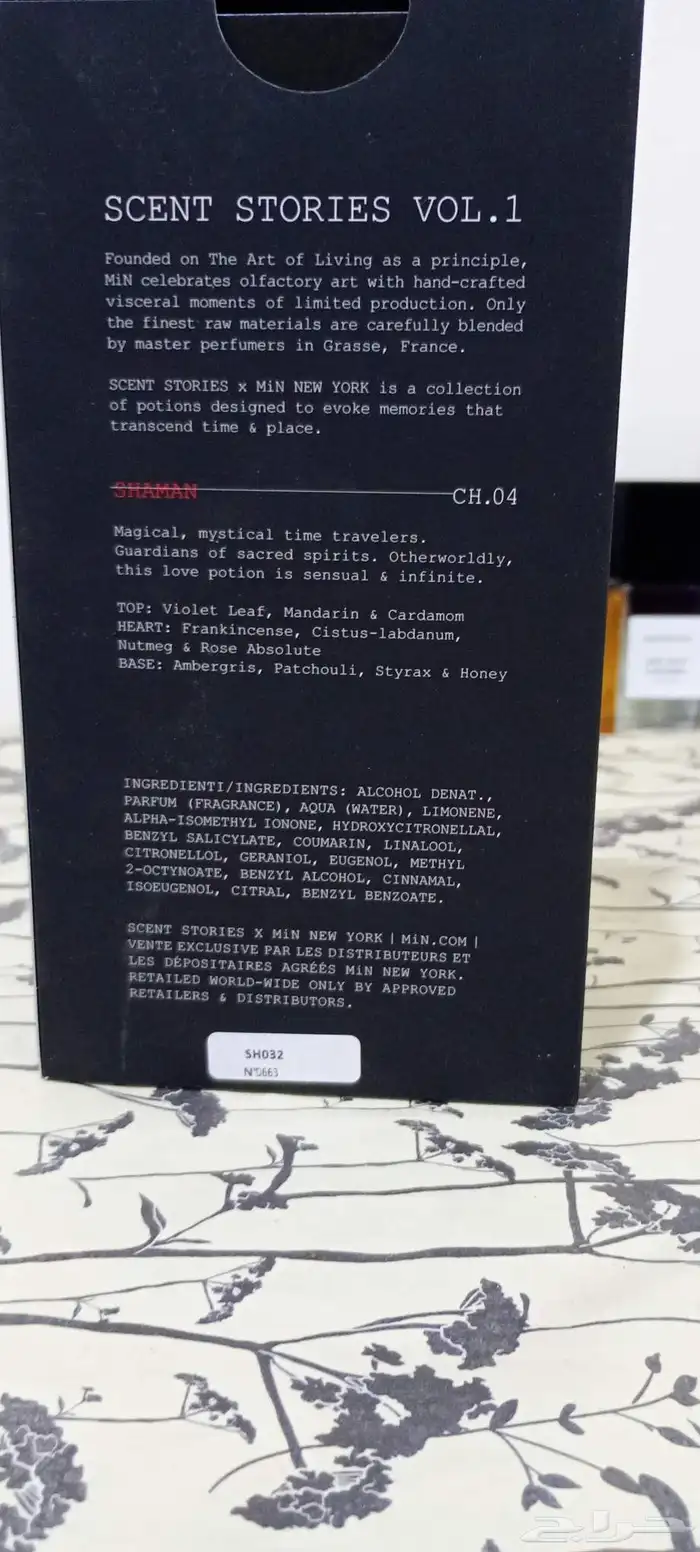 SCENT STORIES VOL.1
Founded on The Art of Living as a principle,
MiN celebrates olfactory art with hand-crafted
visceral moments of limited production. Only
the finest raw materials are carefully blended
by master perfumers in Grasse, France.
SCENT STORIES x MiN NEW YORK is a collection
of potions designed to evoke memories that
transcend time & place.
SHAMAN CH.04
Magical, mystical time travelers.
Guardians of sacred spirits. Otherworldly,
this love potion is sensual & infinite.
TOP: Violet Leaf, Mandarin & Cardamom
HEART: Frankincense, Cistus-labdanum,
Nutmeg & Rose Absolute
BASE: Ambergris, Patchouli, Styrax & Honey
INGREDIENTI/INGREDIENTS: ALCOHOL DENAT.,
PARFUM (FRAGRANCE), AQUA (WATER), LIMONENE,
ALPHA-ISOMETHYL IONONE, HYDROXYCITRONELLAL,
BENZYL SALICYLATE, COUMARIN, LINALOOL,
CITRONELLOL, GERANIOL, EUGENOL, METHYL
2-OCTYNOATE, BENZYL ALCOHOL, CINNAMAL,
ISOEUGENOL, CITRAL, BENZYL BENZOATE.
SCENT STORIES X MiN NEW YORK | MiN.COM |
VENTE EXCLUSIVE PAR LES DISTRIBUTEURS ET
LES DÉPOSITAIRES AGRÉÉS MiN NEW YORK.
RETAILED WORLD-WIDE ONLY BY APPROVED
RETAILERS & DISTRIBUTORS.
SH032
N°0663
حراج